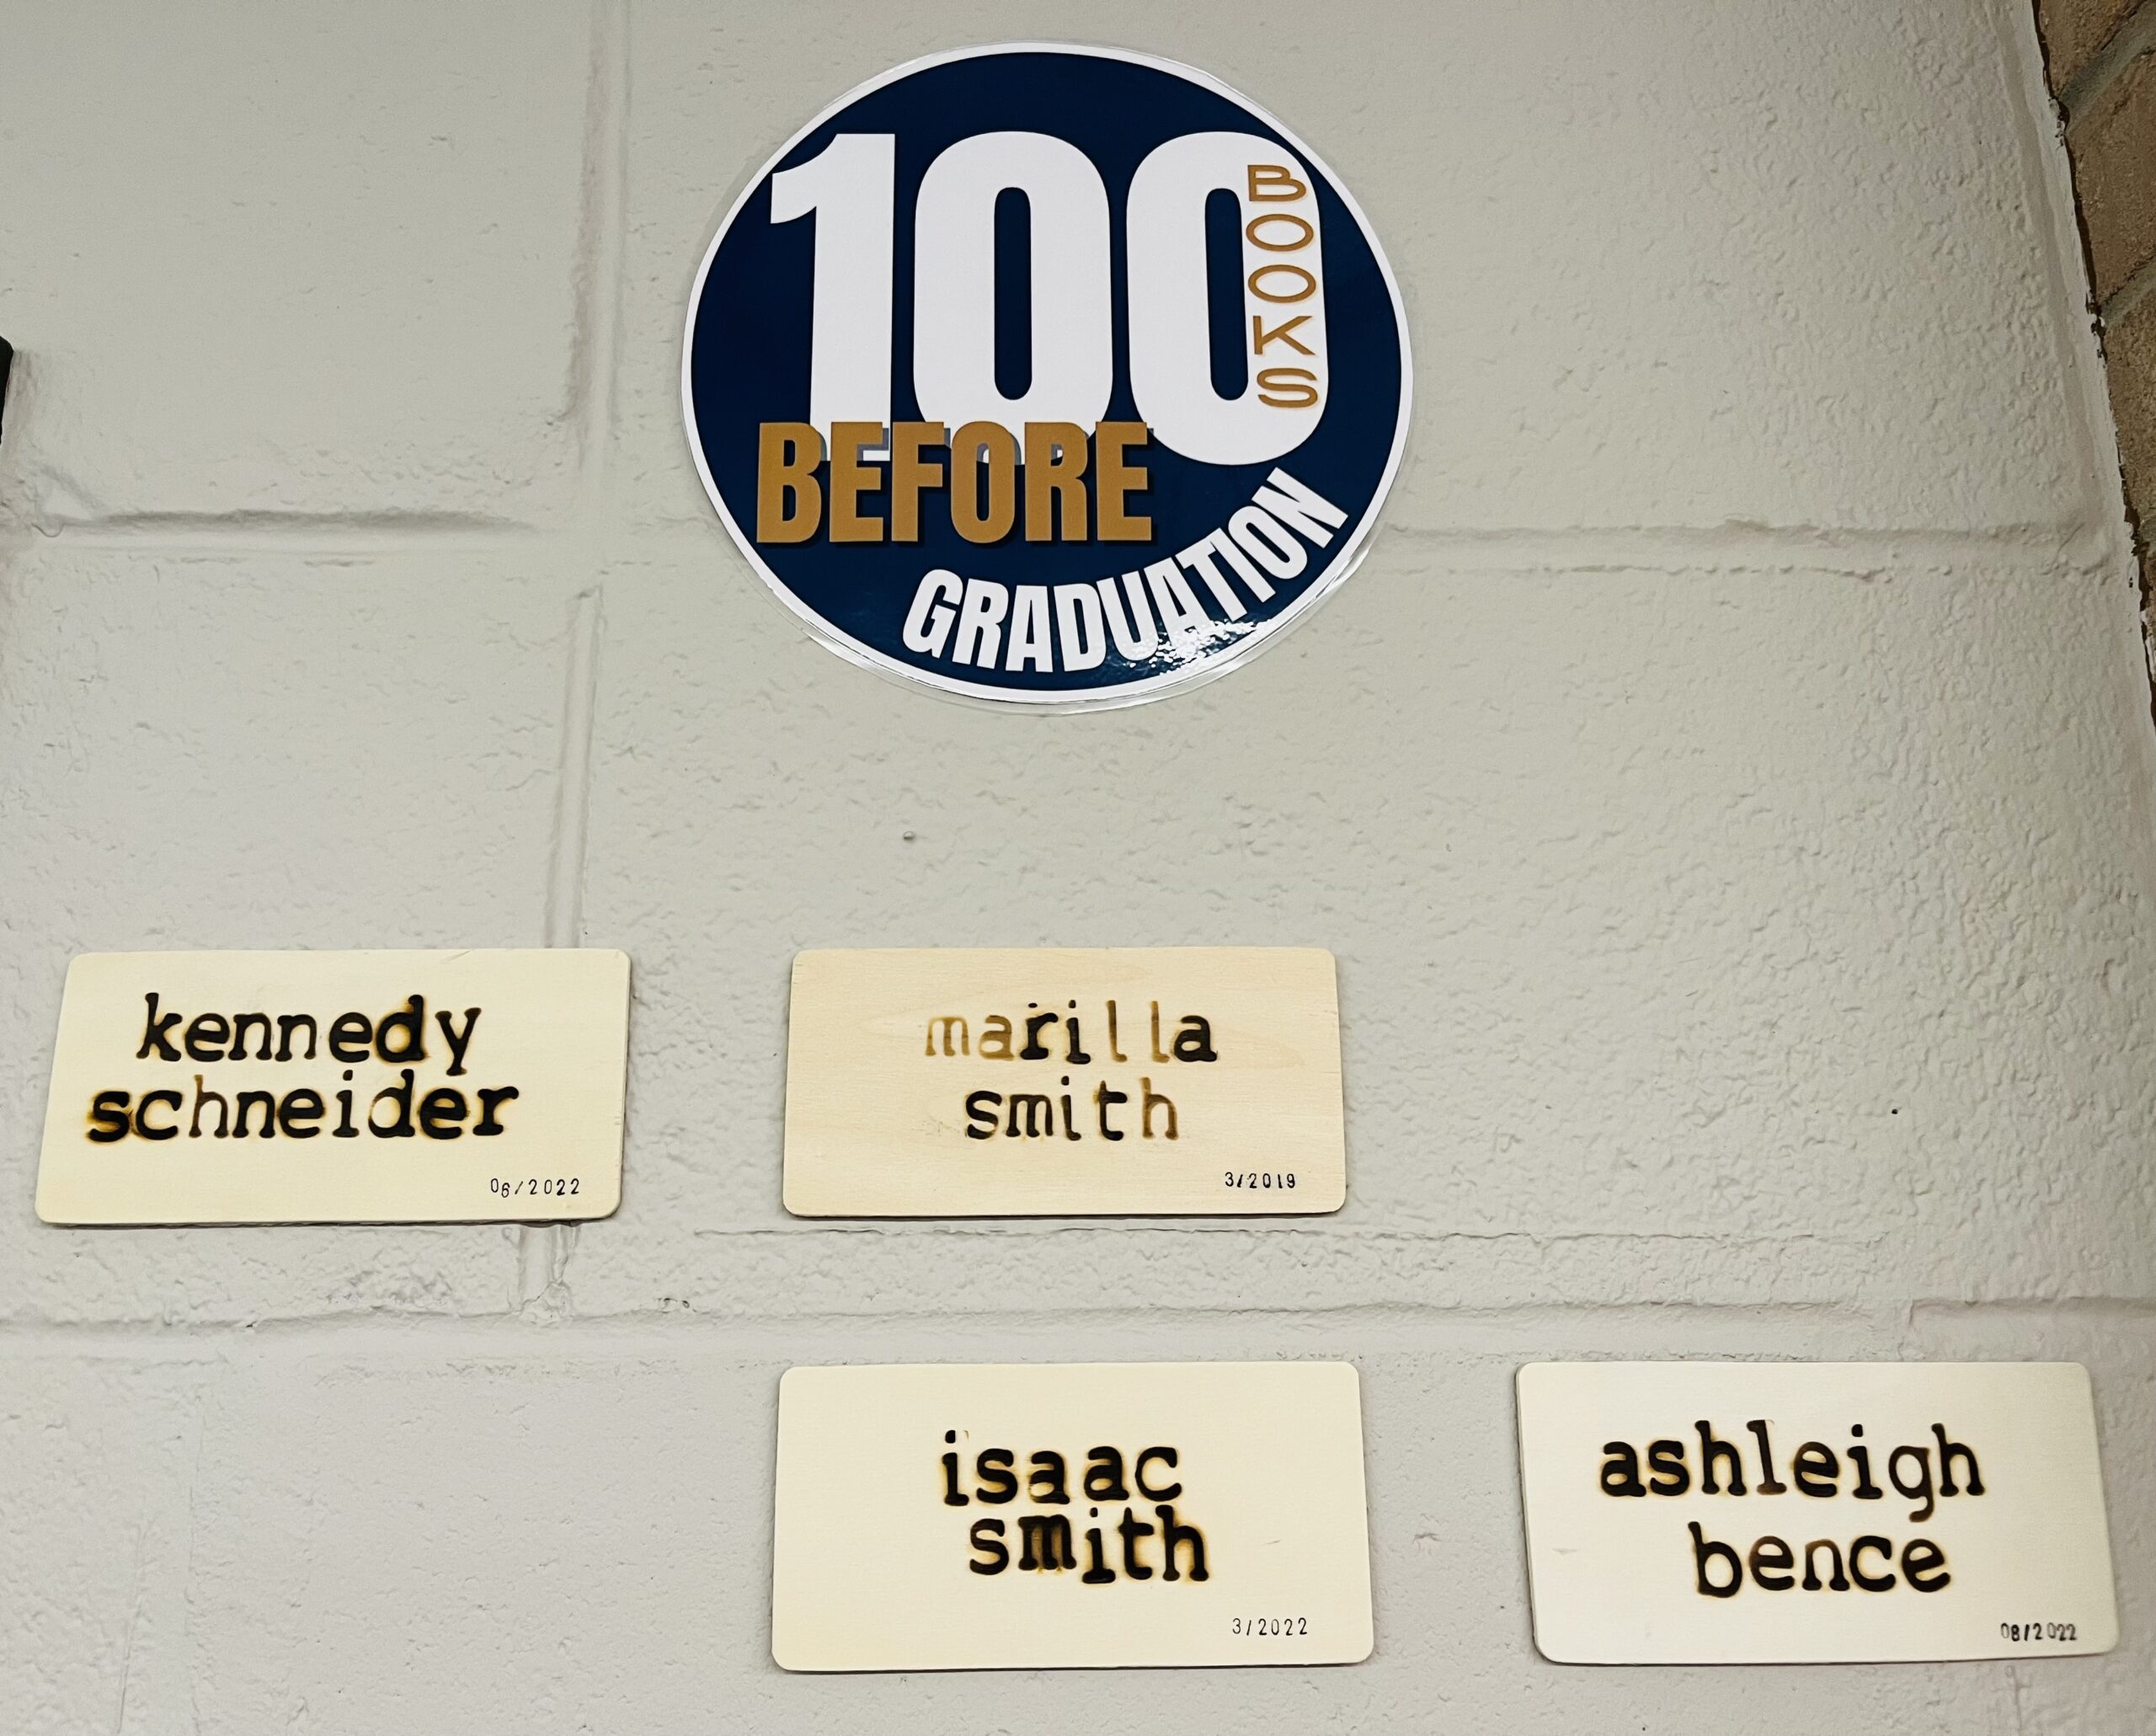 100
BOOKS
BEFORE
GRADUATION
kennedy
schneider
06/2022
marilla
smith
3/2019
isaac
smith
3/2022
ashleigh
bence
08/2022